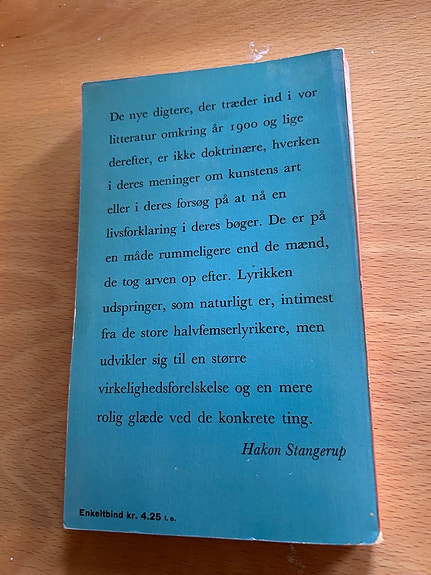 De nye digtere, der træder ind i vor
litteratur omkring år 1900 og lige
derefter, er ikke doktrinære, hverken
i deres meninger om kunstens art
eller i deres forsøg på at nå en
livsforklaring i deres bøger. De er på
en måde rummeligere end de mænd,
de tog arven op efter. Lyrikken
udspringer, som naturligt er, intimest
fra de store halvfemserlyrikere, men
udvikler sig til en større
virkelighedsforelskelse og en mere
rolig glæde ved de konkrete ting.
Hakon Stangerup
Enkeltbind kr. 4.25 i. o.